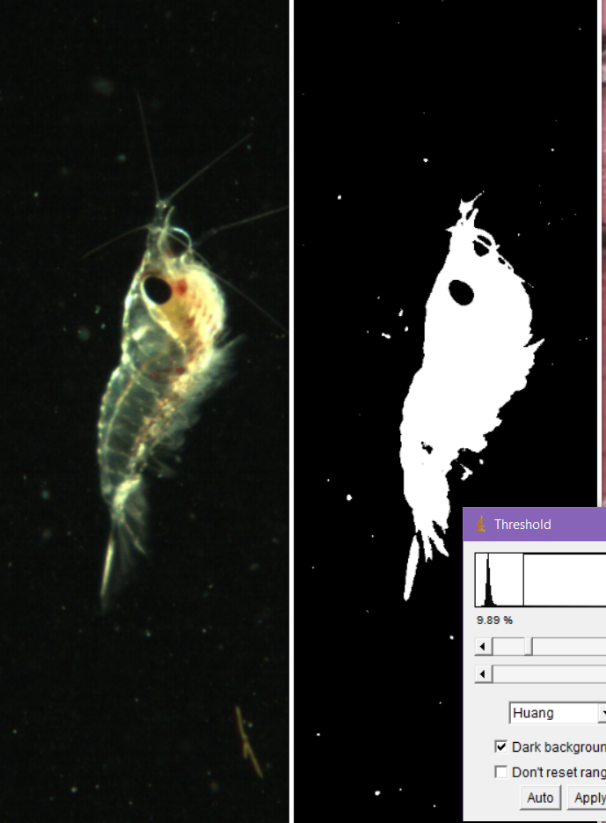 Threshold
9.89 %
Huang
Dark backgroun
Don't reset rang
Auto Apply